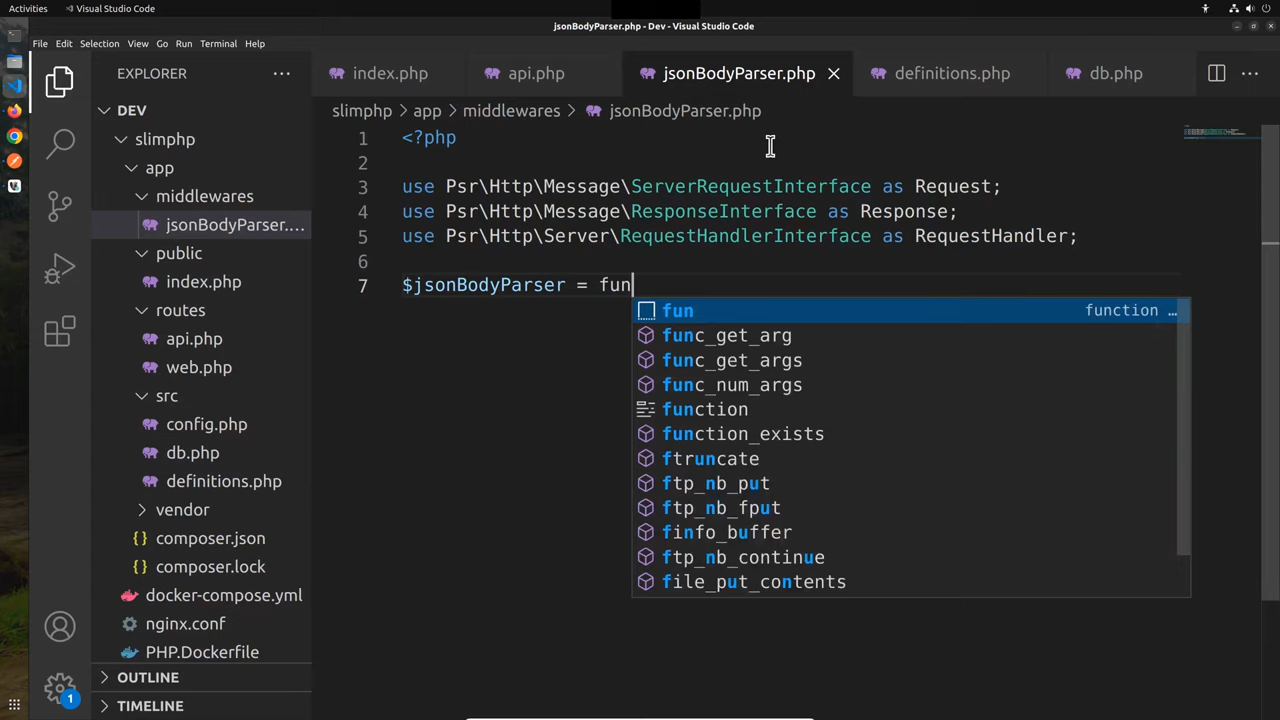 Activities
Visual Studio Code
jsonBodyParser.php - Dev - Visual Studio Code
File Edit Selection View Go Run Terminal Help
EXPLORER
index.php
api.php
jsonBodyParser.php
definitions.php
db.php
DEV
slimphp
app
middlewares
jsonBodyParser....
public
index.php
routes
api.php
web.php
src
config.php
db.php
definitions.php
vendor
composer.json
composer.lock
docker-compose.yml
nginx.conf
PHP.Dockerfile
OUTLINE
TIMELINE
1
slimphp > app > middlewares > jsonBodyParser.php
1 <?php
2
3 use Psr\Http\Message\ServerRequestInterface as Request;
4 use Psr\Http\Message\ResponseInterface as Response;
5 use Psr\Http\Server\RequestHandlerInterface as RequestHandler;
6
7 $jsonBodyParser = fun
fun function …
func_get_arg
func_get_args
func_num_args
function
function_exists
ftruncate
ftp_nb_put
ftp_nb_fput
finfo_buffer
ftp_nb_continue
file_put_contents